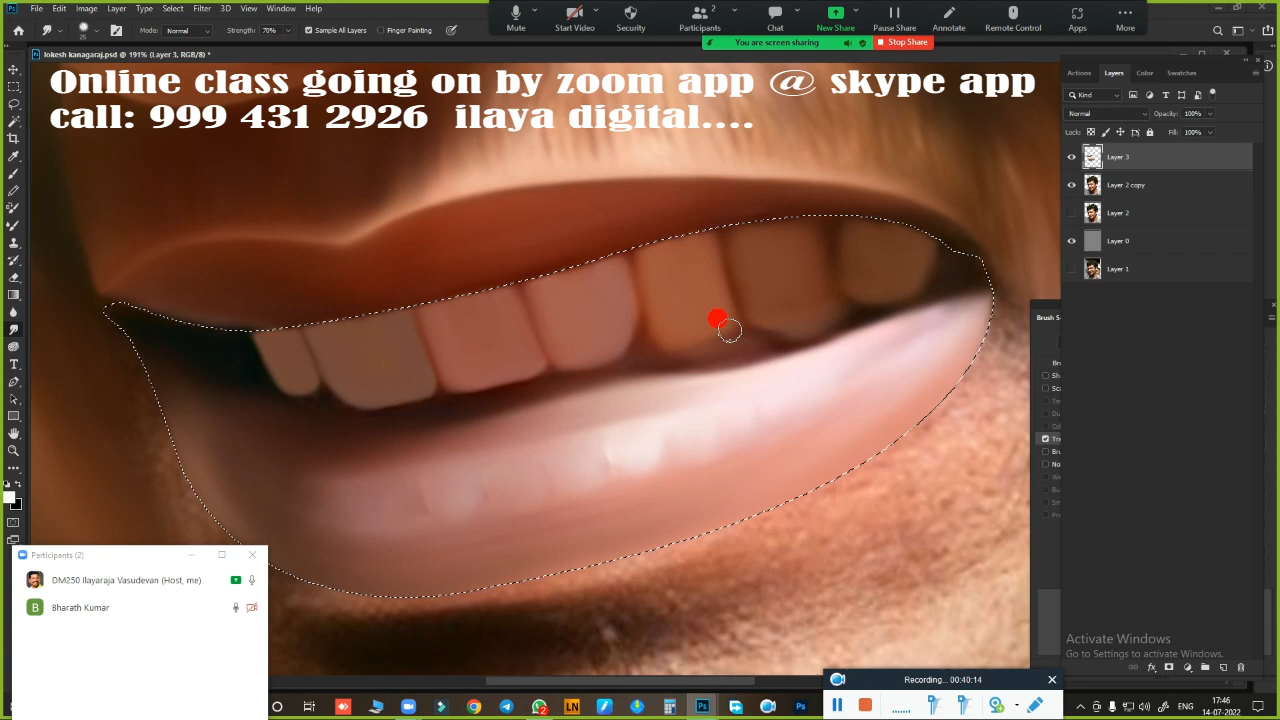 File Edit Image Layer Type Select Filter 3D View Window Help
Mute Start Video Security Participants 2 Chat New Share Pause Share Annotate Remote Control Apps More
Mode: Normal Strength: 70% Sample All Layers Finger Painting
25
You are screen sharing Stop Share
lokesh kanagaraj.psd @ 191% (Layer 3, RGB/8) *
Online class going on by zoom app @ skype app
call: 999 431 2926 ilaya digital....
Actions Layers Color Swatches
Kind
Normal Opacity: 100%
Lock: Fill: 100%
Layer 3
Layer 2 copy
Layer 2
Layer 0
Layer 1
Brush S
Participants (2)
DM250 Ilayaraja Vasudevan (Host, me)
B Bharath Kumar
Activate Windows
Go to Settings to activate Windows.
Recording... 00:40:14
ENG 17:46
14-07-2022